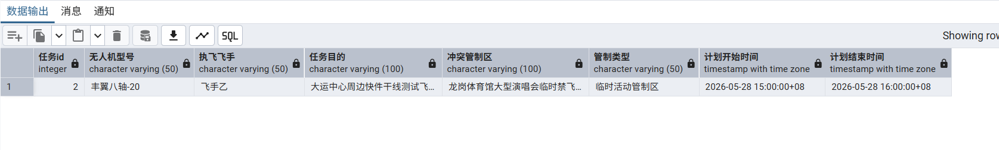 数据输出 消息 通知
SQL Showing rov
任务id 无人机型号 执飞飞手 任务目的 冲突管制区 管制类型 计划开始时间 计划结束时间
integer character varying (50) character varying (50) character varying (100) character varying (100) character varying (50) timestamp with time zone timestamp with time zone
1 2 丰翼八轴-20 飞手乙 大运中心周边快件干线测试飞… 龙岗体育馆大型演唱会临时禁飞… 临时活动管制区 2026-05-28 15:00:00+08 2026-05-28 16:00:00+08